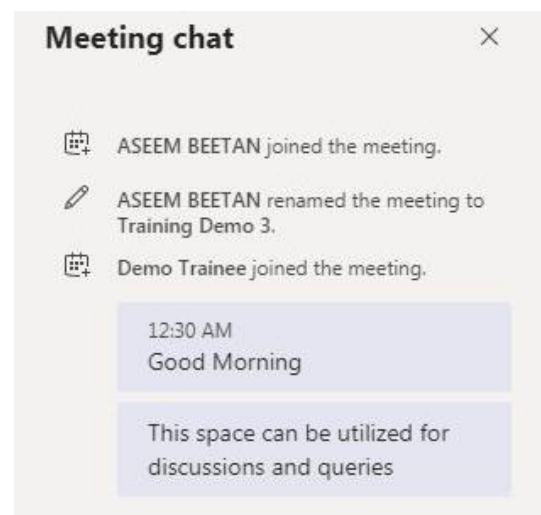 Meeting chat
ASEEM BEETAN joined the meeting.
ASEEM BEETAN renamed the meeting to
Training Demo 3.
Demo Trainee joined the meeting.
12:30 AM
Good Morning
This space can be utilized for
discussions and queries